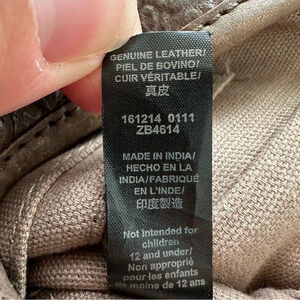 GENUINE LEATHER/
PIEL DE BOVINO/
CUIR VÉRITABLE/
真皮
161214 0111
ZB4614
MADE IN INDIA/
HECHO EN LA
INDIA/FABRIQUÉ
EN L'INDE/
印度製造
Not intended for
children
12 and under/
Non approprié
pour les enfants
de moins de 12 ans